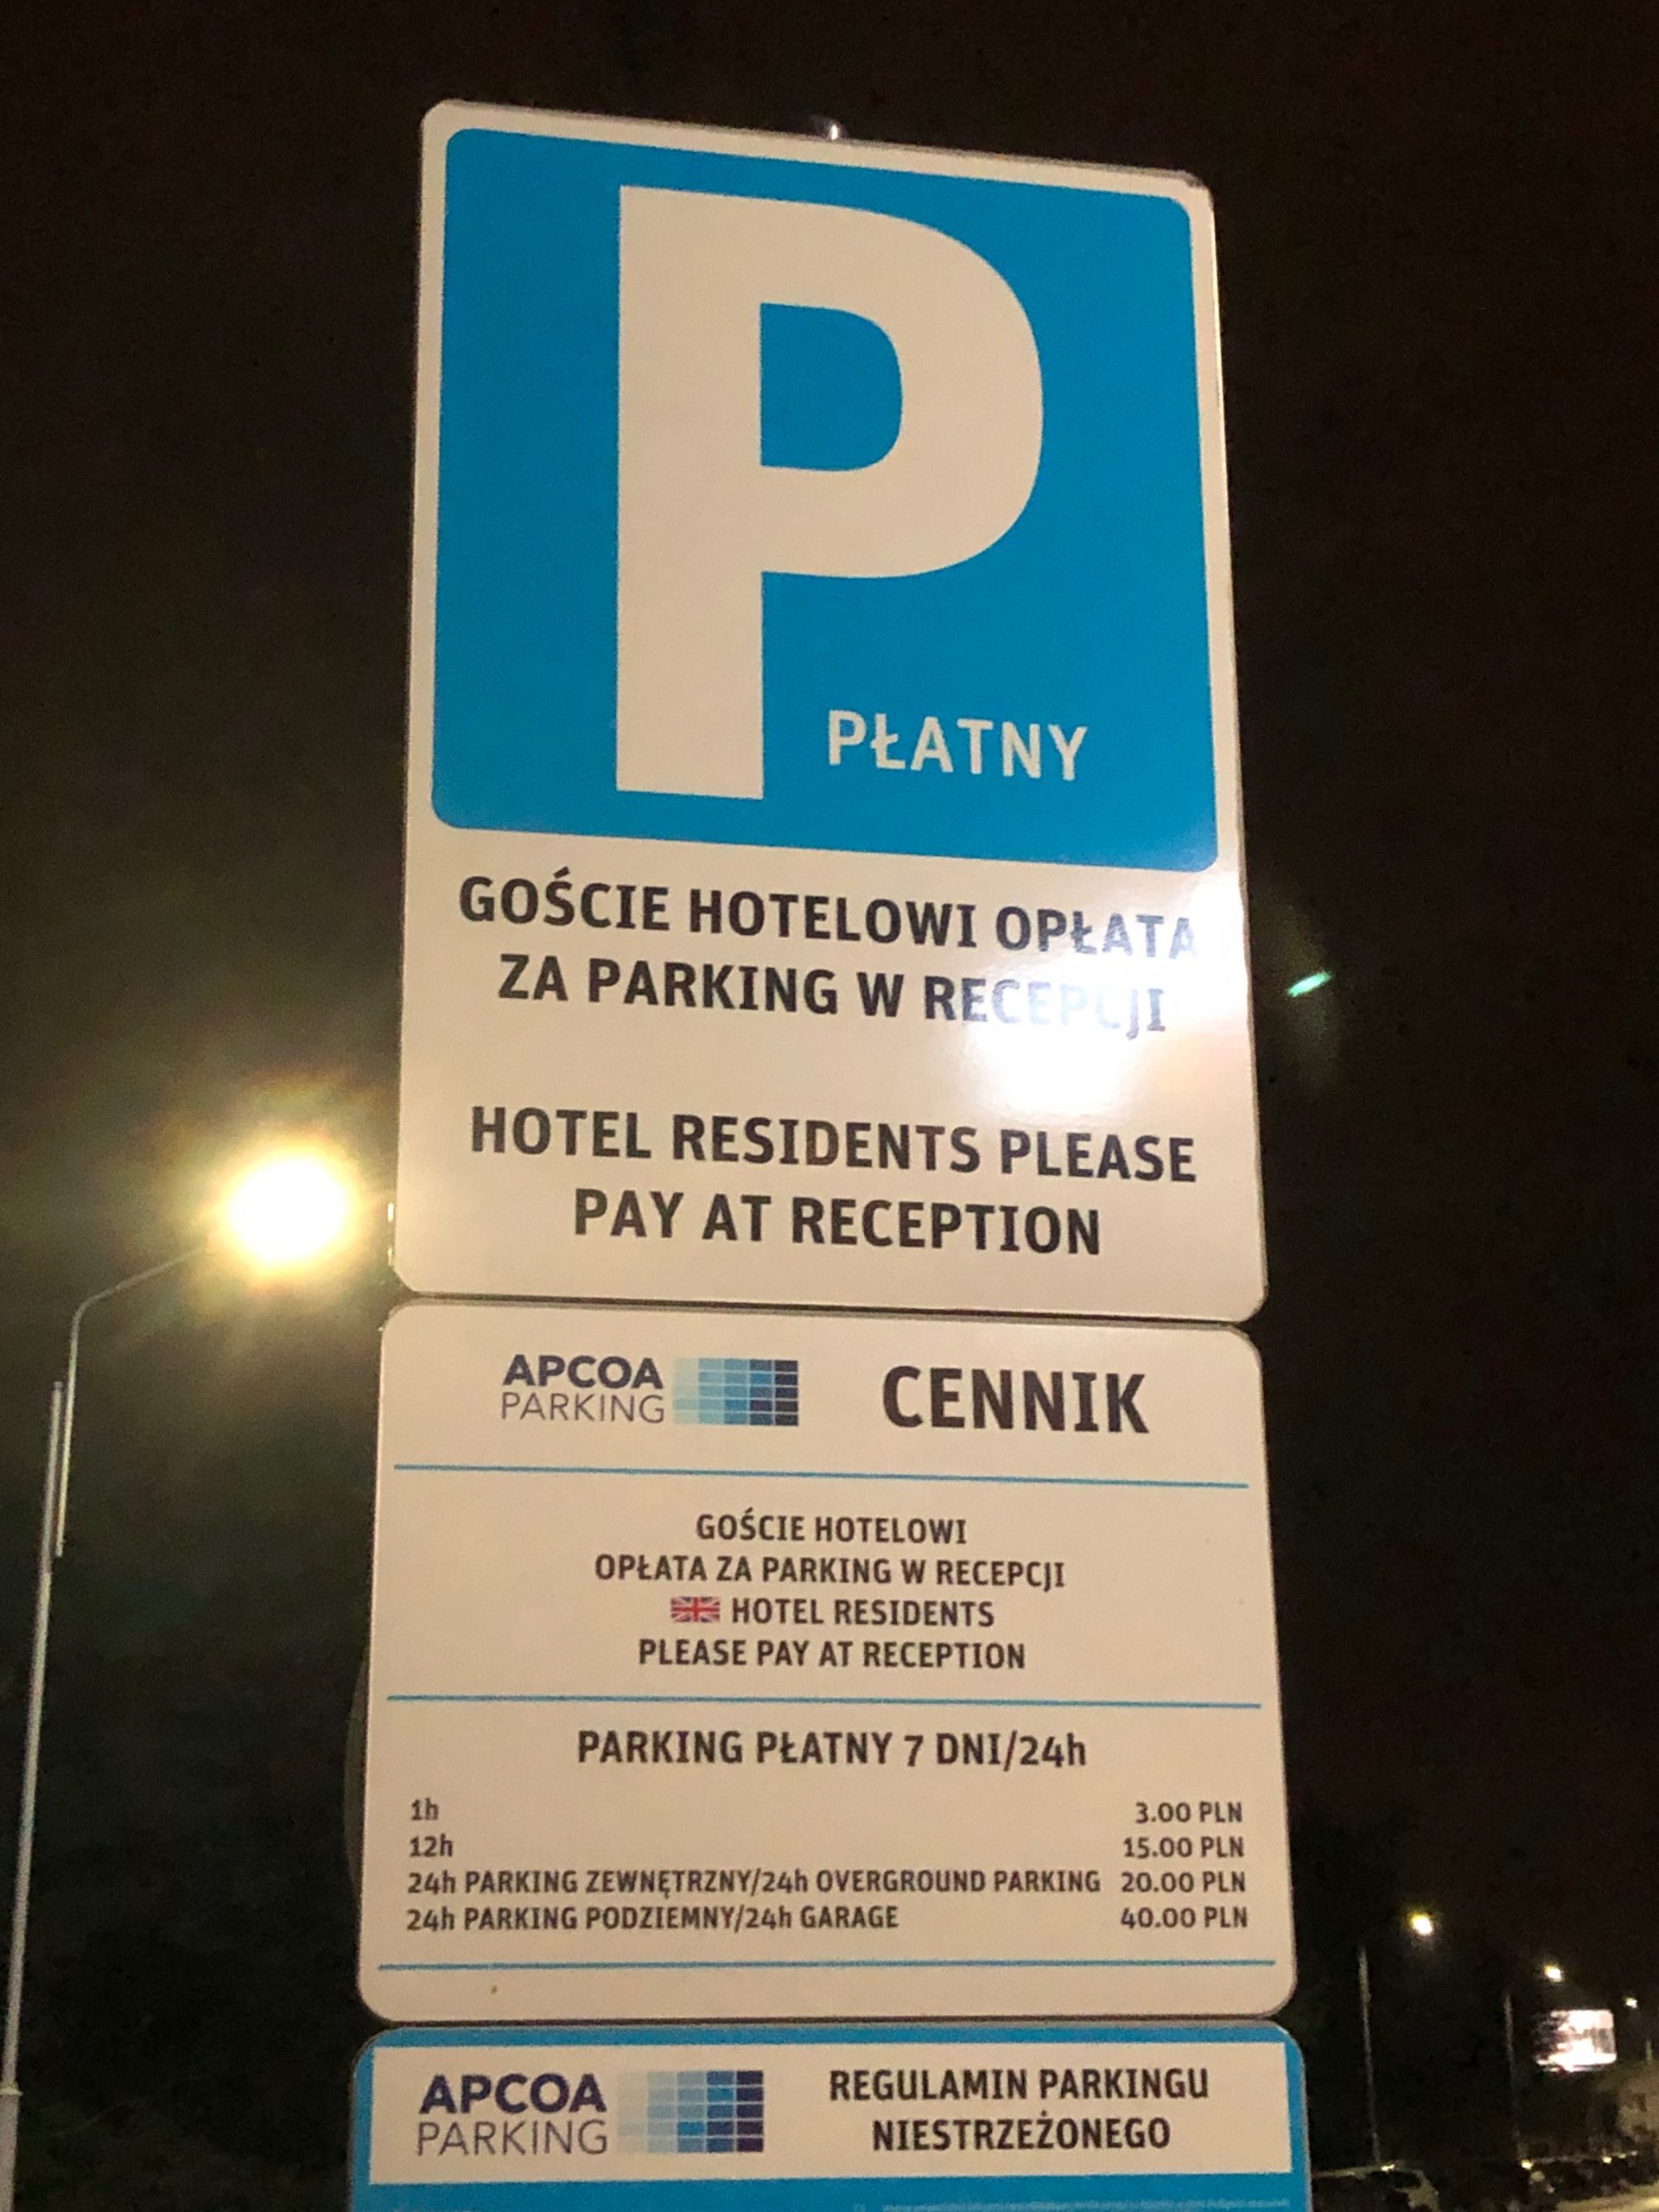 P
PŁATNY
GOŚCIE HOTELOWI OPŁATA
ZA PARKING W RECEPCJI
HOTEL RESIDENTS PLEASE
PAY AT RECEPTION
APCOA
PARKING
CENNIK
GOŚCIE HOTELOWI
OPŁATA ZA PARKING W RECEPCJI
HOTEL RESIDENTS
PLEASE PAY AT RECEPTION
PARKING PŁATNY 7 DNI/24h
1h 3.00 PLN
12h 15.00 PLN
24h PARKING ZEWNĘTRZNY/24h OVERGROUND PARKING 20.00 PLN
24h PARKING PODZIEMNY/24h GARAGE 40.00 PLN
APCOA
PARKING
REGULAMIN PARKINGU
NIESTRZEŻONEGO